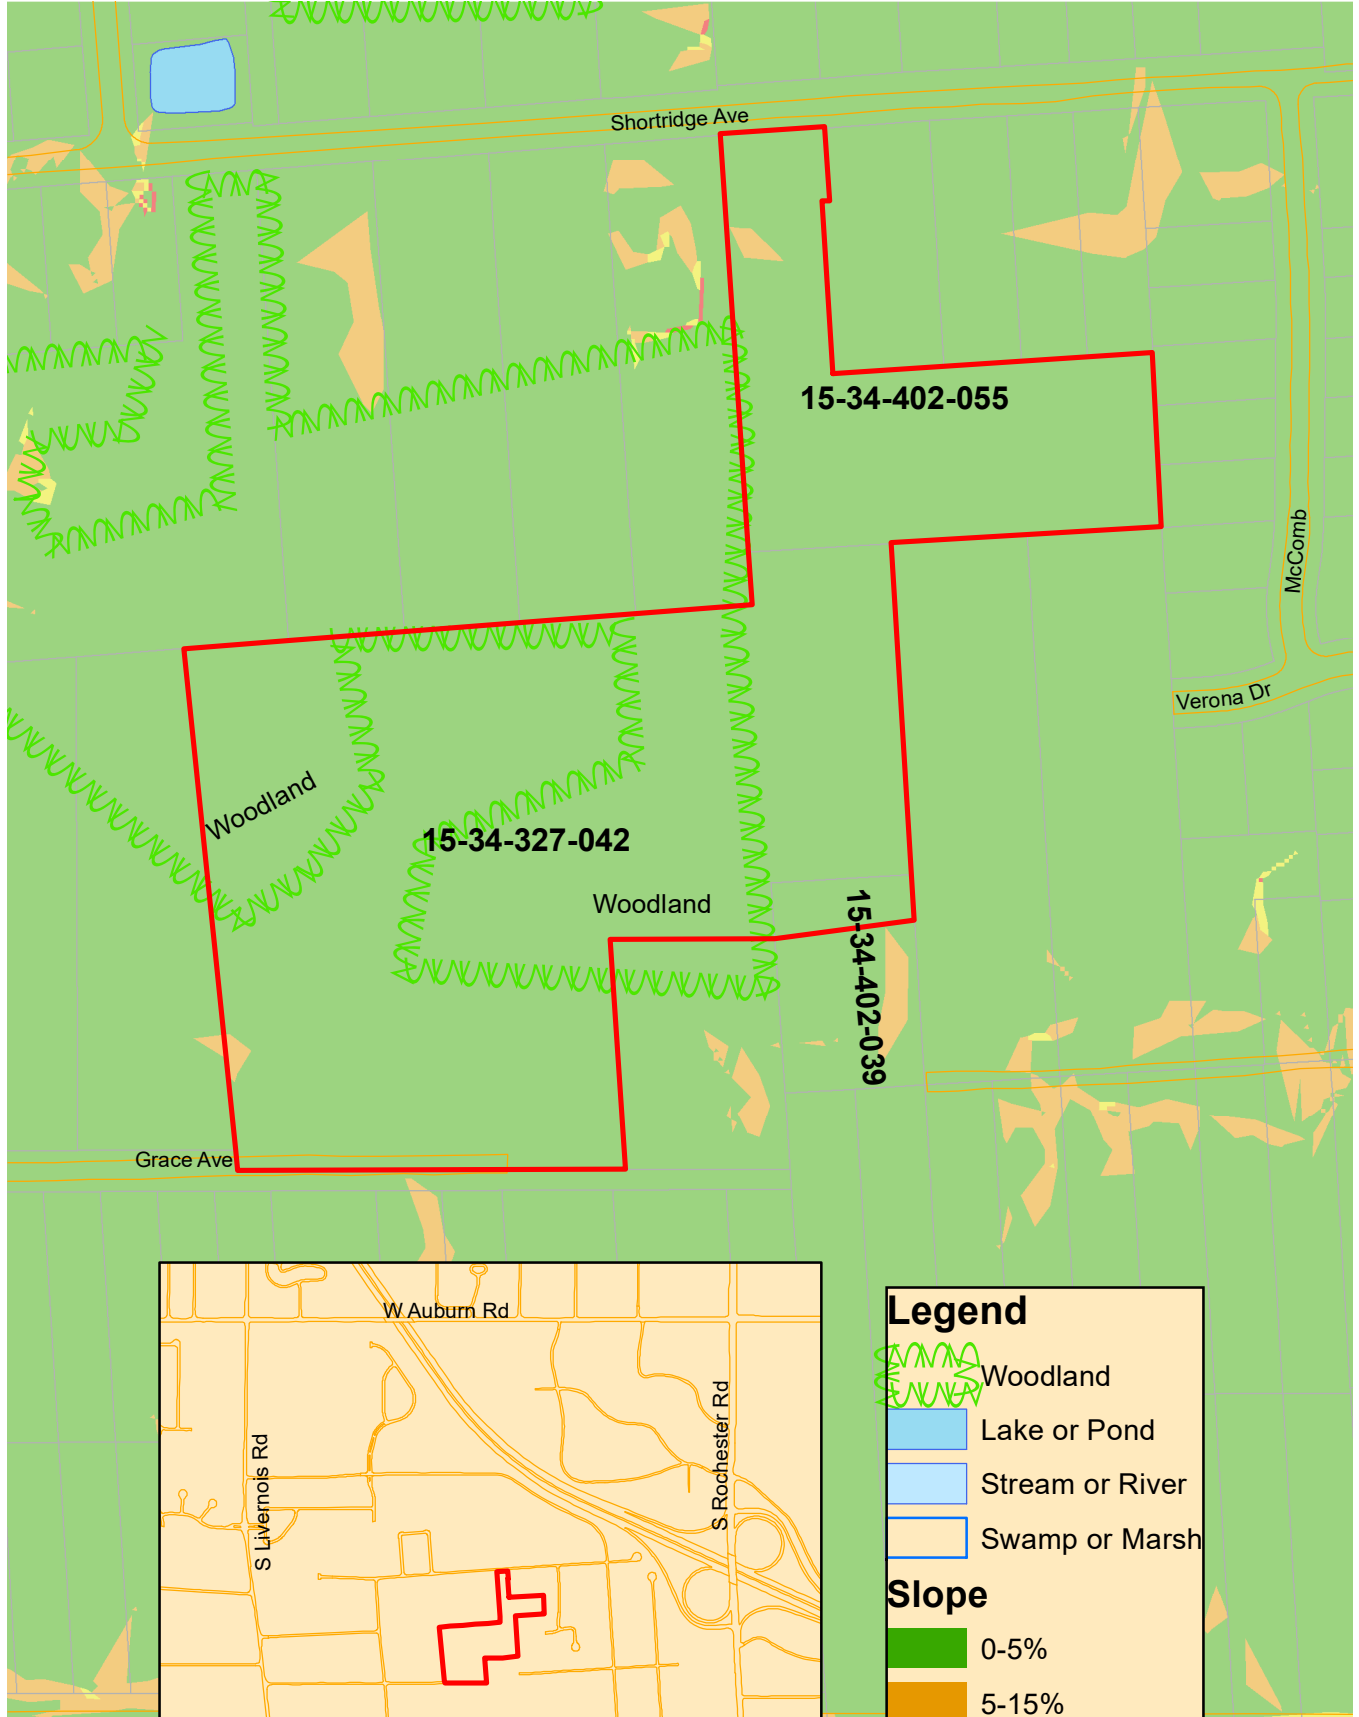 Shortridge Ave
15-34-402-055
McComb
Verona Dr
Woodland
15-34-327-042
Woodland
15-34-402-039
Grace Ave
W Auburn Rd
S Livernois Rd
S Rochester Rd
Legend
Woodland
Lake or Pond
Stream or River
Swamp or Marsh
Slope
0-5%
5-15%